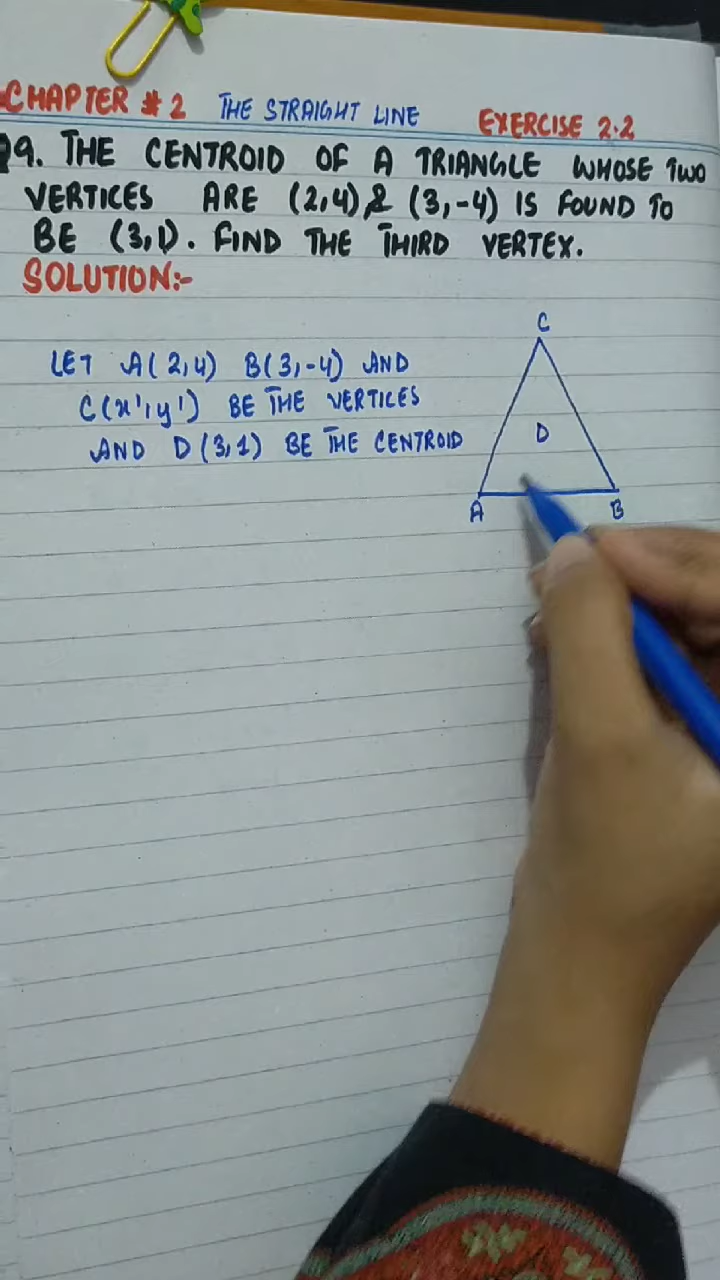 CHAPTER # 2 THE STRAIGHT LINE EXERCISE 2.2
Q9. THE CENTROID OF A TRIANGLE WHOSE TWO
VERTICES ARE (2,4) & (3,-4) IS FOUND TO
BE (3,1). FIND THE THIRD VERTEX.
SOLUTION:-
LET A(2,4) B(3,-4) AND
C(x',y') BE THE VERTICES
AND D(3,1) BE THE CENTROID
C
D
A B